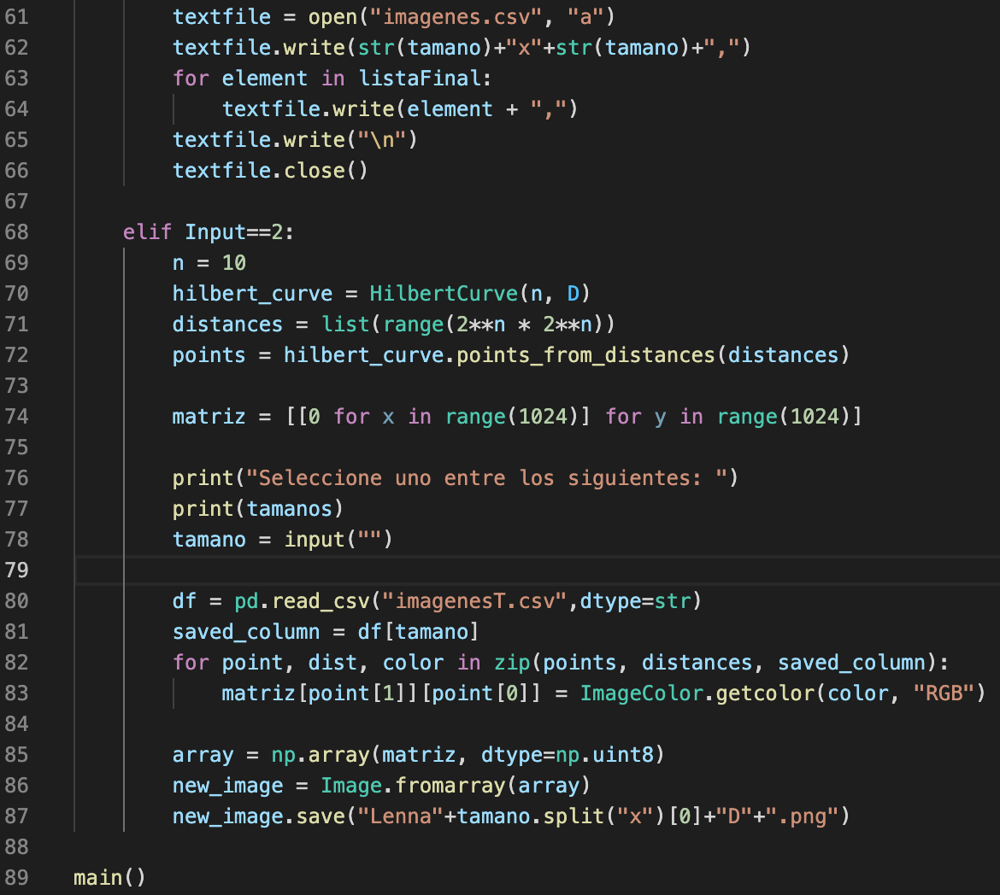 61 textfile = open("imagenes.csv", "a")
62 textfile.write(str(tamano)+"x"+str(tamano)+",")
63 for element in listaFinal:
64 textfile.write(element + ",")
65 textfile.write("\n")
66 textfile.close()
67
68 elif Input==2:
69 n = 10
70 hilbert_curve = HilbertCurve(n, D)
71 distances = list(range(2**n * 2**n))
72 points = hilbert_curve.points_from_distances(distances)
73
74 matriz = [[0 for x in range(1024)] for y in range(1024)]
75
76 print("Seleccione uno entre los siguientes: ")
77 print(tamanos)
78 tamano = input("")
79
80 df = pd.read_csv("imagenesT.csv",dtype=str)
81 saved_column = df[tamano]
82 for point, dist, color in zip(points, distances, saved_column):
83 matriz[point[1]][point[0]] = ImageColor.getcolor(color, "RGB")
84
85 array = np.array(matriz, dtype=np.uint8)
86 new_image = Image.fromarray(array)
87 new_image.save("Lenna"+tamano.split("x")[0]+"D"+".png")
88
89 main()